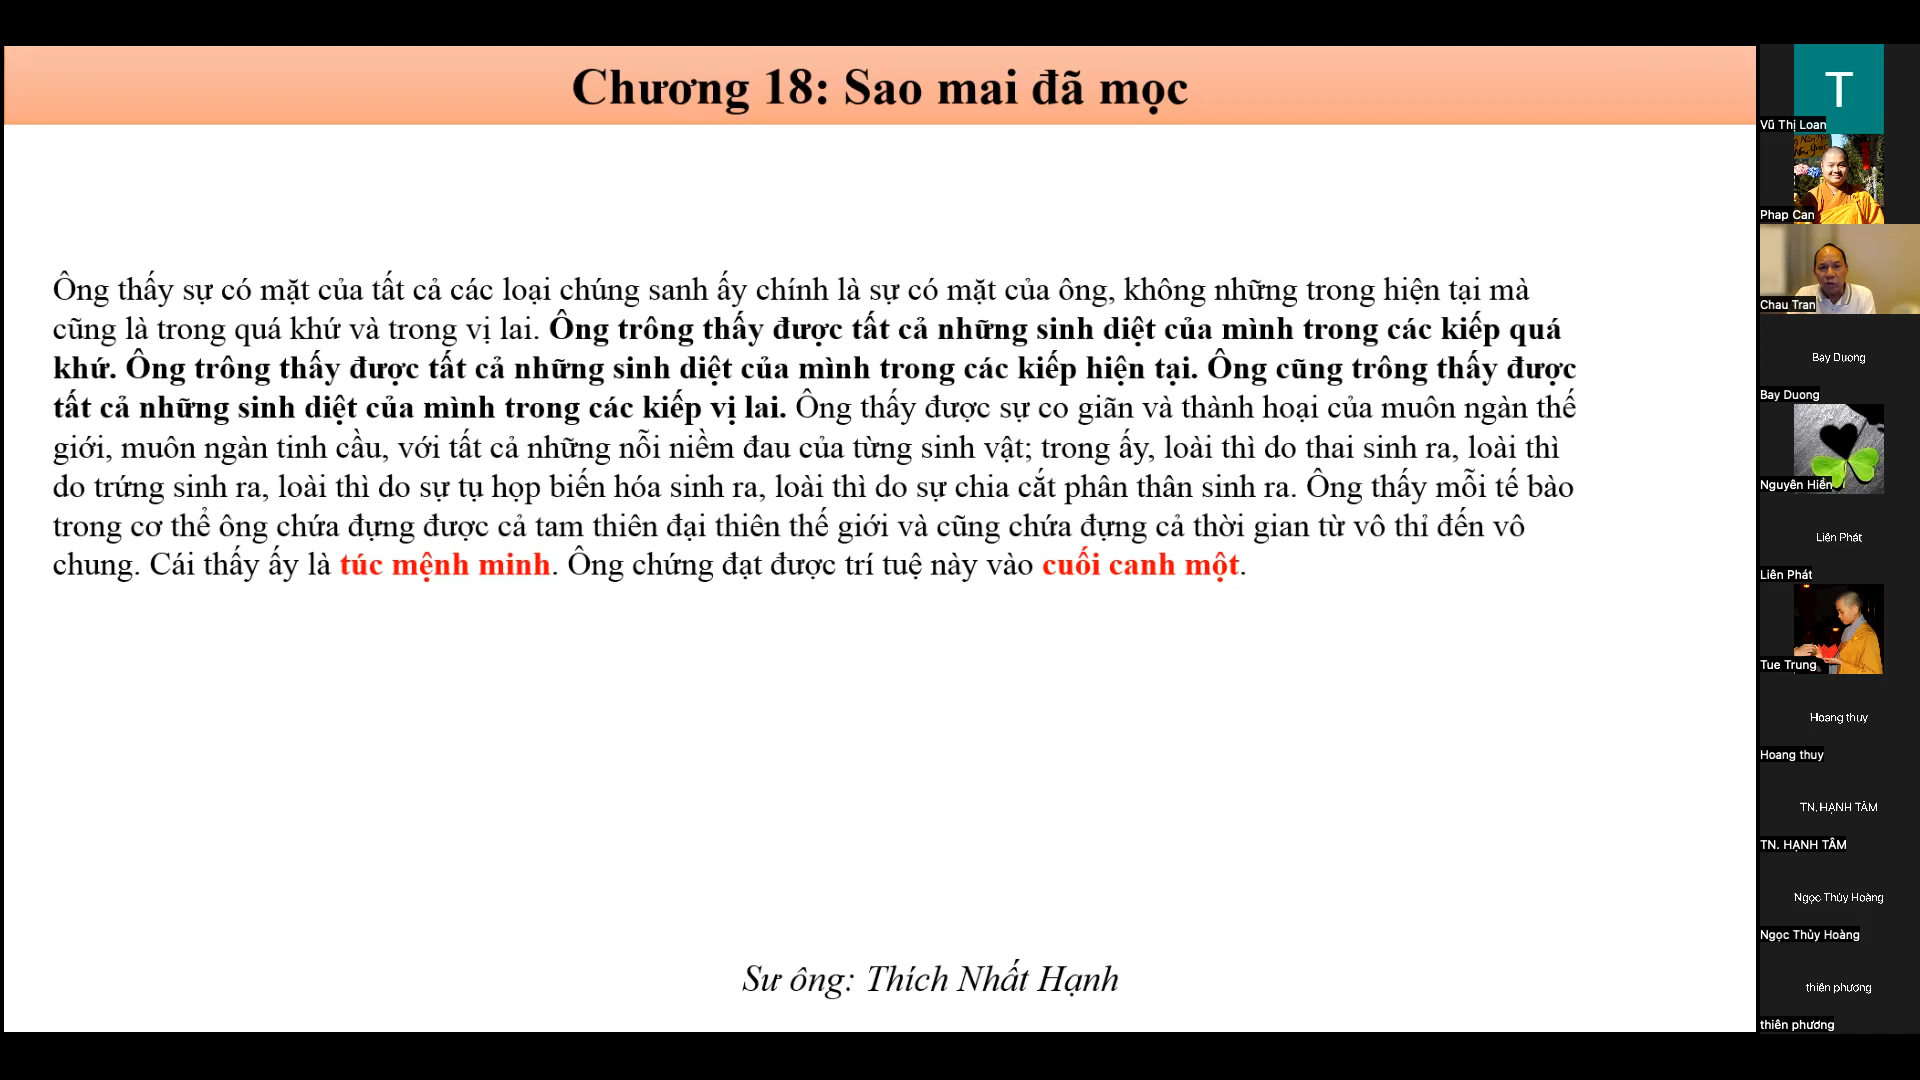 Chương 18: Sao mai đã mọc
Ông thấy sự có mặt của tất cả các loại chúng sanh ấy chính là sự có mặt của ông, không những trong hiện tại mà
cũng là trong quá khứ và trong vị lai. Ông trông thấy được tất cả những sinh diệt của mình trong các kiếp quá
khứ. Ông trông thấy được tất cả những sinh diệt của mình trong các kiếp hiện tại. Ông cũng trông thấy được
tất cả những sinh diệt của mình trong các kiếp vị lai. Ông thấy được sự co giãn và thành hoại của muôn ngàn thế
giới, muôn ngàn tinh cầu, với tất cả những nỗi niềm đau của từng sinh vật; trong ấy, loài thì do thai sinh ra, loài thì
do trứng sinh ra, loài thì do sự tụ họp biến hóa sinh ra, loài thì do sự chia cắt phân thân sinh ra. Ông thấy mỗi tế bào
trong cơ thể ông chứa đựng được cả tam thiên đại thiên thế giới và cũng chứa đựng cả thời gian từ vô thỉ đến vô
chung. Cái thấy ấy là túc mệnh minh. Ông chứng đạt được trí tuệ này vào cuối canh một.
Sư ông: Thích Nhất Hạnh
T
Vũ Thị Loan
Phap Can
Chau Tran
Bay Duong
Bay Duong
Nguyên Hiền
Liên Phát
Liên Phát
Tue Trung
Hoang thuy
Hoang thuy
TN. HẠNH TÂM
TN. HẠNH TÂM
Ngọc Thủy Hoàng
Ngọc Thủy Hoàng
thiên phương
thiên phương